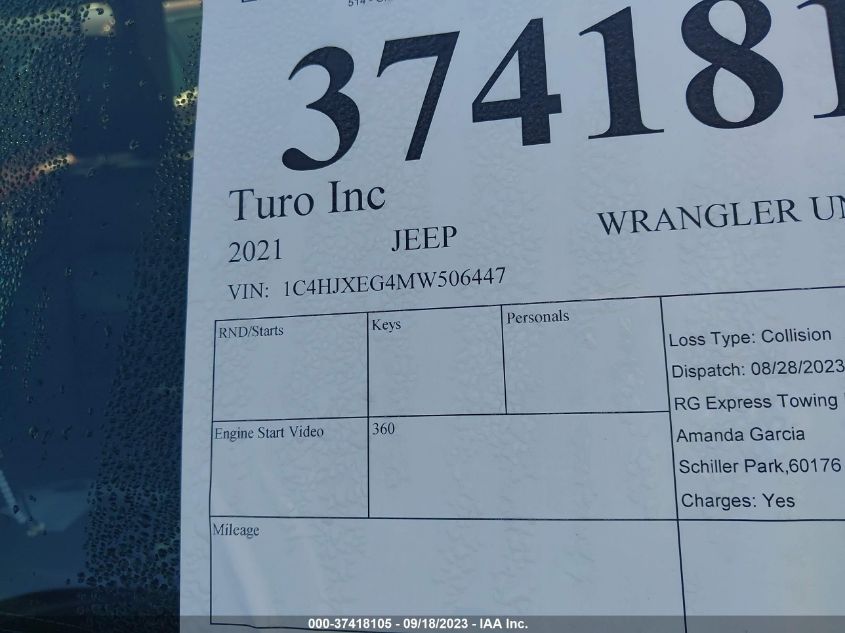 514 -
374181
Turo Inc
2021 JEEP WRANGLER UN
VIN: 1C4HJXEG4MW506447
RND/Starts Keys Personals
Loss Type: Collision
Dispatch: 08/28/2023
RG Express Towing
Amanda Garcia
Schiller Park,60176
Charges: Yes
Engine Start Video 360
Mileage
000-37418105 - 09/18/2023 - IAA Inc.